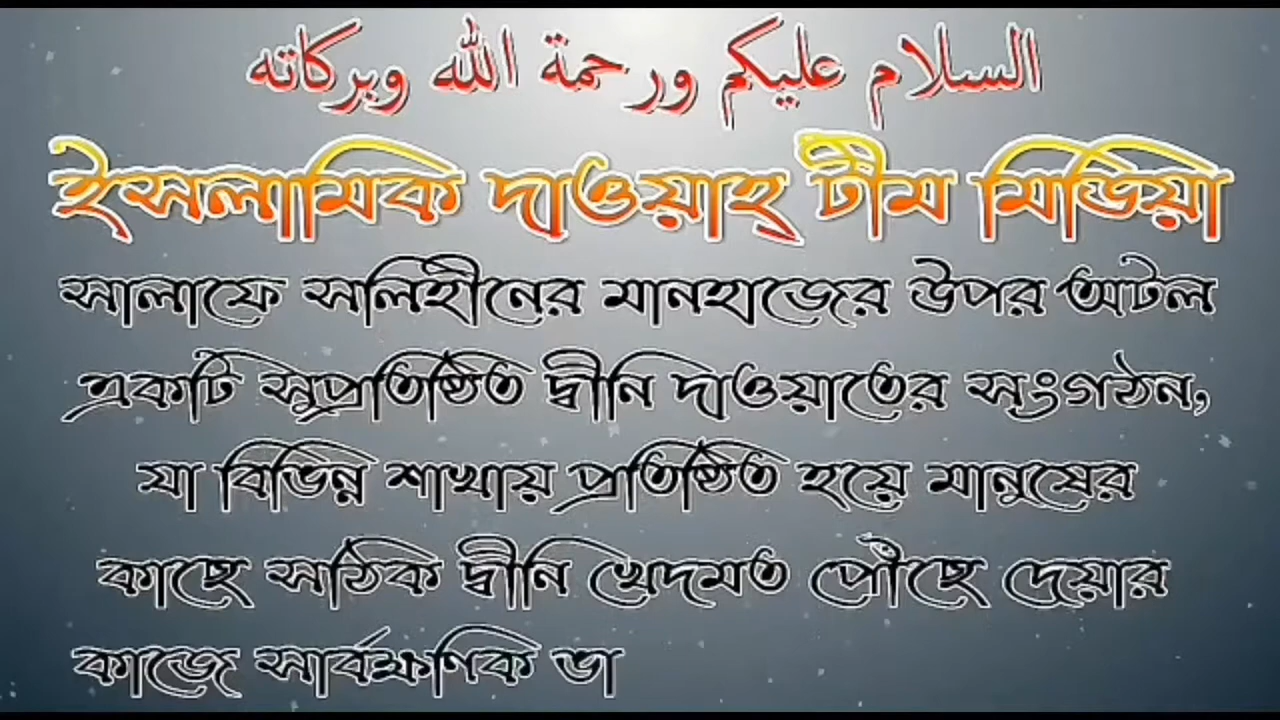 السلام عليكم ورحمة الله وبركاته
ইসলামিক দাওয়াহ্ টীম মিডিয়া
সালাফে সলিহীনের মানহাজের উপর অটল
একটি সুপ্রতিষ্ঠিত দ্বীনি দাওয়াতের সংগঠন,
যা বিভিন্ন শাখায় প্রতিষ্ঠিত হয়ে মানুষের
কাছে সঠিক দ্বীনি খেদমত পৌঁছে দেয়ার
কাজে সার্বক্ষণিক ভা